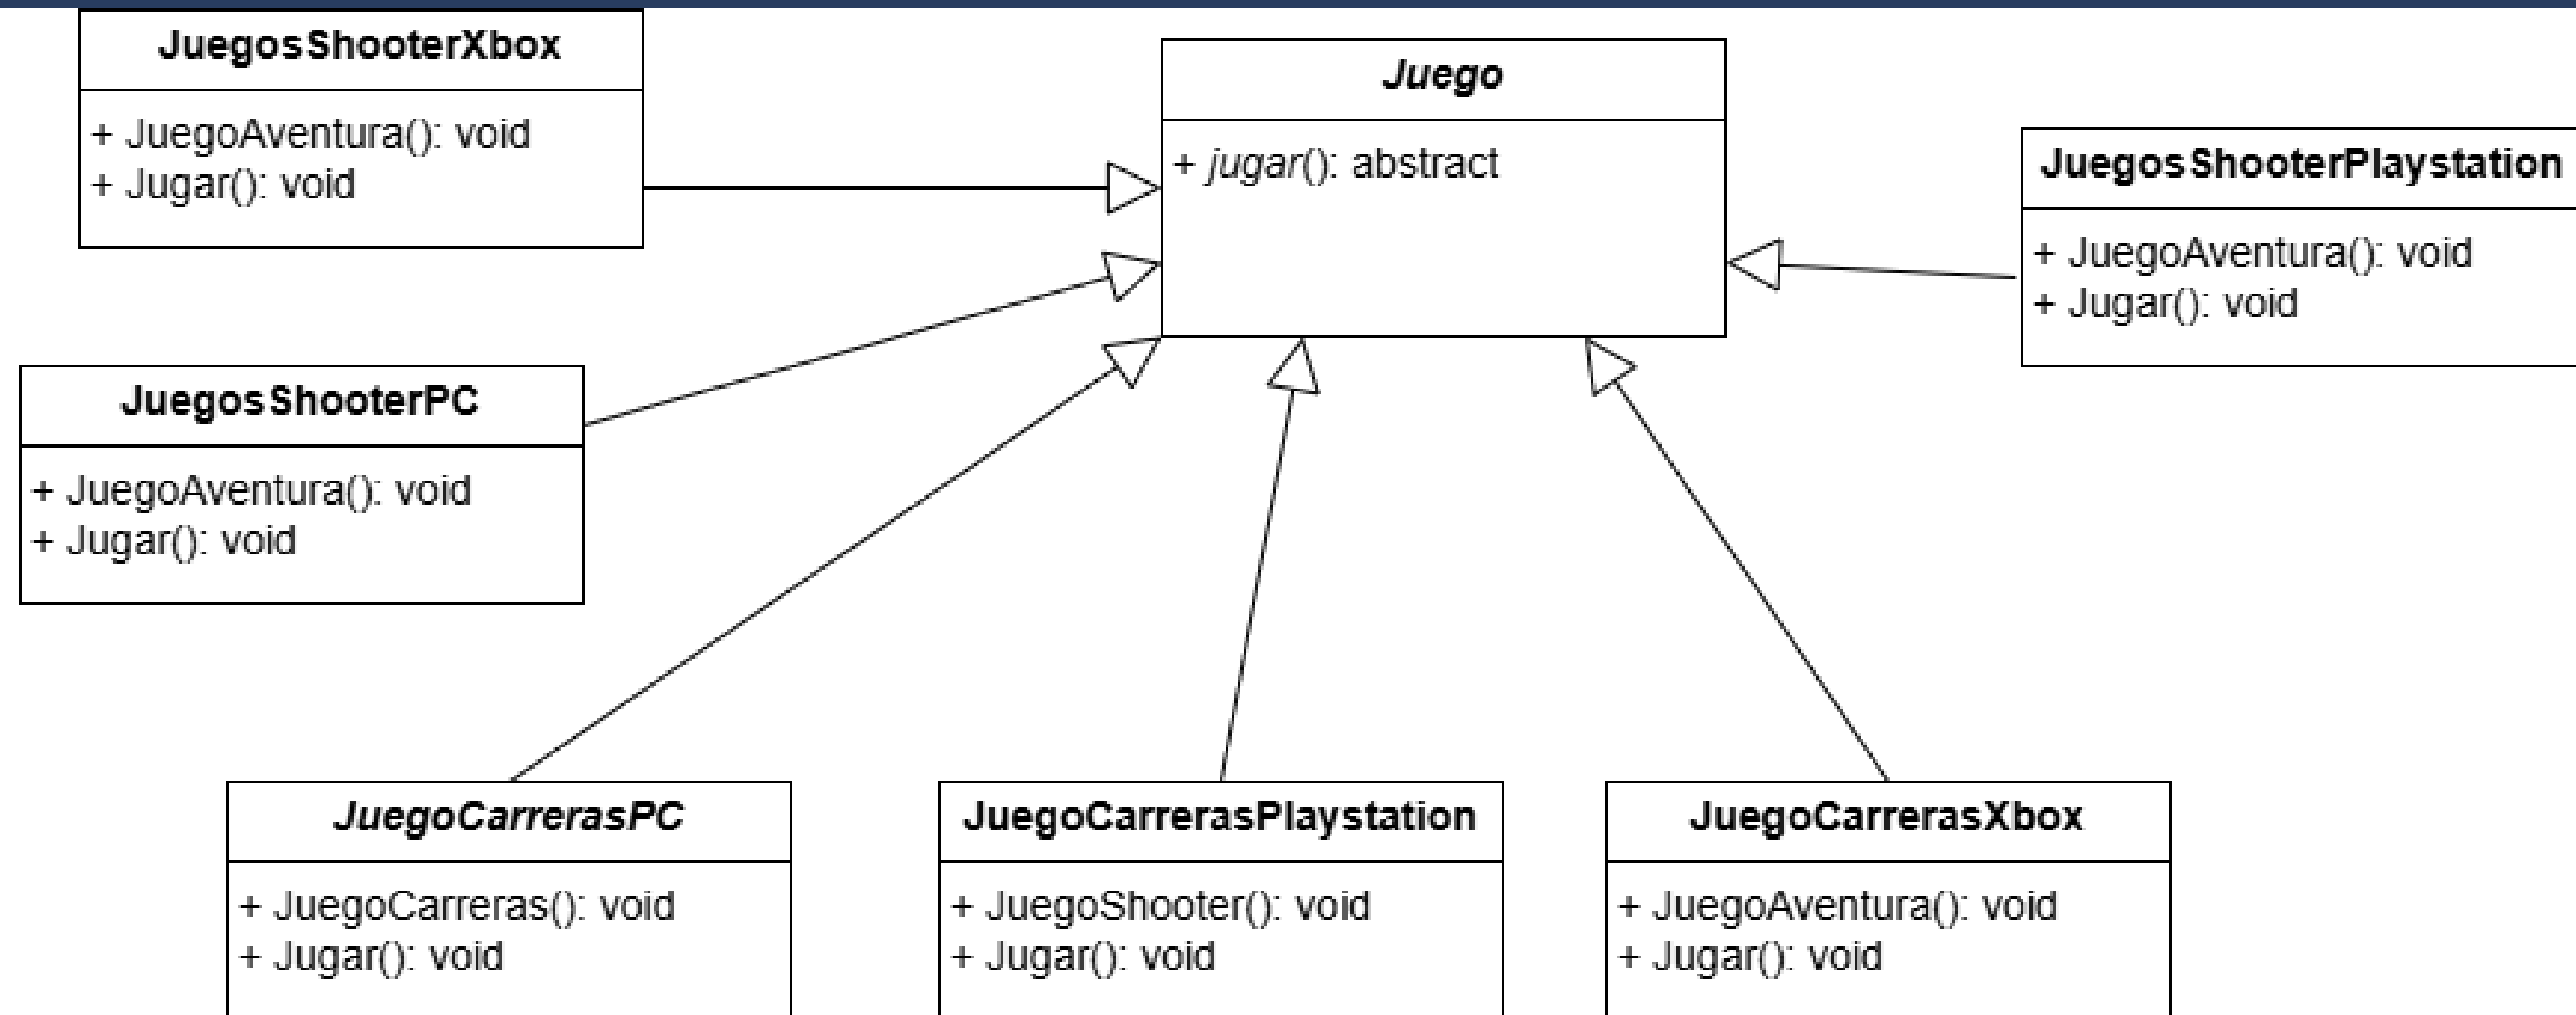 JuegosShooterXbox
+ JuegoAventura(): void
+ Jugar(): void
Juego
+ jugar(): abstract
JuegosShooterPlaystation
+ JuegoAventura(): void
+ Jugar(): void
JuegosShooterPC
+ JuegoAventura(): void
+ Jugar(): void
JuegoCarrerasPC
+ JuegoCarreras(): void
+ Jugar(): void
JuegoCarrerasPlaystation
+ JuegoShooter(): void
+ Jugar(): void
JuegoCarrerasXbox
+ JuegoAventura(): void
+ Jugar(): void